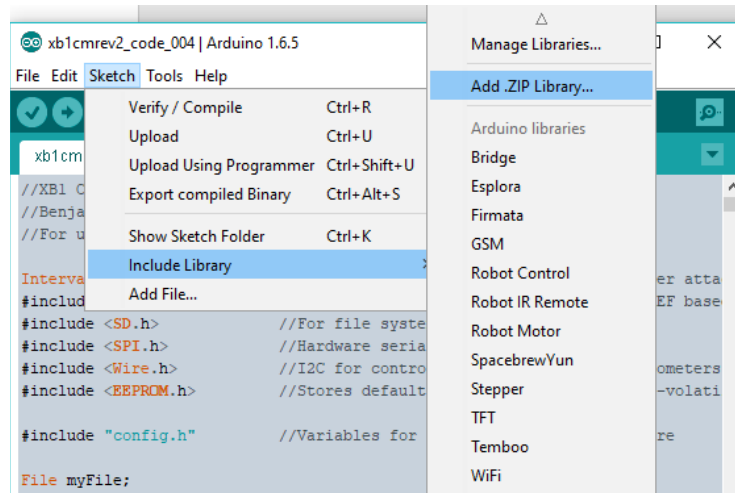 xb1cmrev2_code_004 | Arduino 1.6.5
File Edit Sketch Tools Help
Verify / Compile Ctrl+R
Upload Ctrl+U
Upload Using Programmer Ctrl+Shift+U
Export compiled Binary Ctrl+Alt+S
Show Sketch Folder Ctrl+K
Include Library
Add File...
Manage Libraries...
Add .ZIP Library...
Arduino libraries
Bridge
Esplora
Firmata
GSM
Robot Control
Robot IR Remote
Robot Motor
SpacebrewYun
Stepper
TFT
Temboo
WiFi
xb1cm
//XB1 C
//Benja
//For u
Interva er atta
#includ EF base
#include <SD.h> //For file syste
#include <SPI.h> //Hardware seria
#include <Wire.h> //I2C for contro ometers
#include <EEPROM.h> //Stores default -volati
#include "config.h" //Variables for re
File myFile;